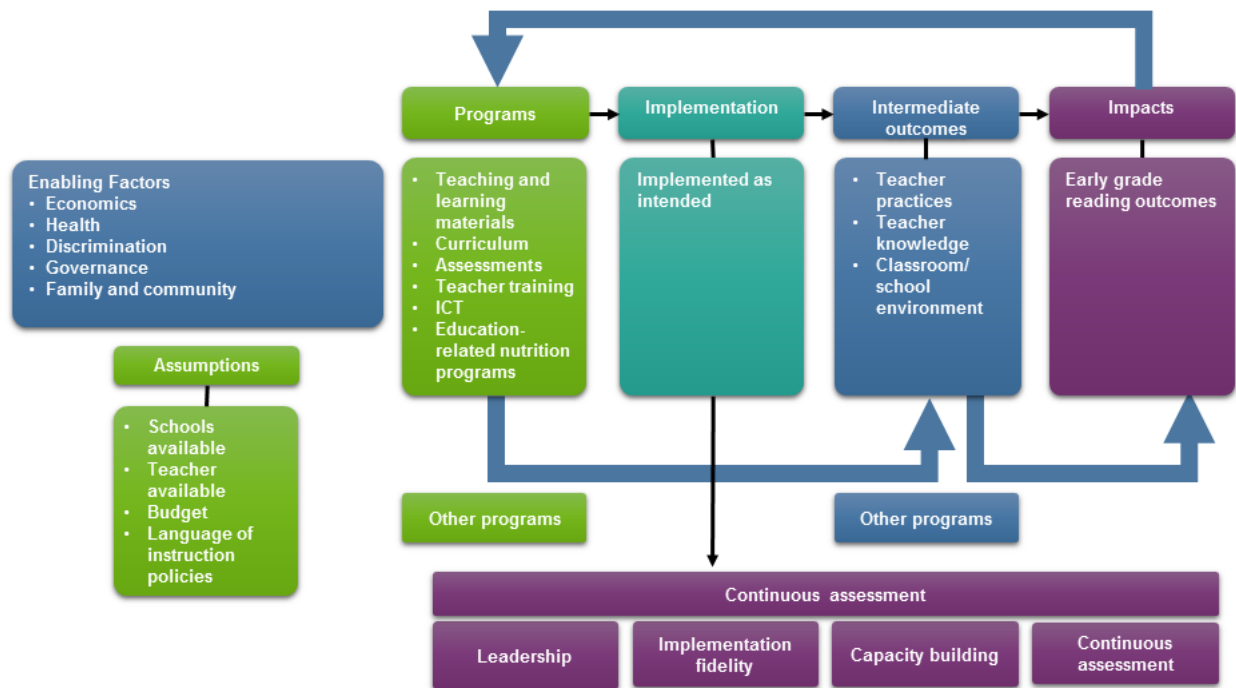 Programs
Implementation
Intermediate
outcomes
Impacts
Enabling Factors
• Economics
• Health
• Discrimination
• Governance
• Family and community
Assumptions
• Schools
available
• Teacher
available
• Budget
• Language of
instruction
policies
• Teaching and
learning
materials
• Curriculum
• Assessments
• Teacher training
• ICT
• Education-
related nutrition
programs
Implemented as
intended
• Teacher
practices
• Teacher
knowledge
• Classroom/
school
environment
Early grade
reading outcomes
Other programs
Other programs
Continuous assessment
Leadership
Implementation
fidelity
Capacity building
Continuous
assessment